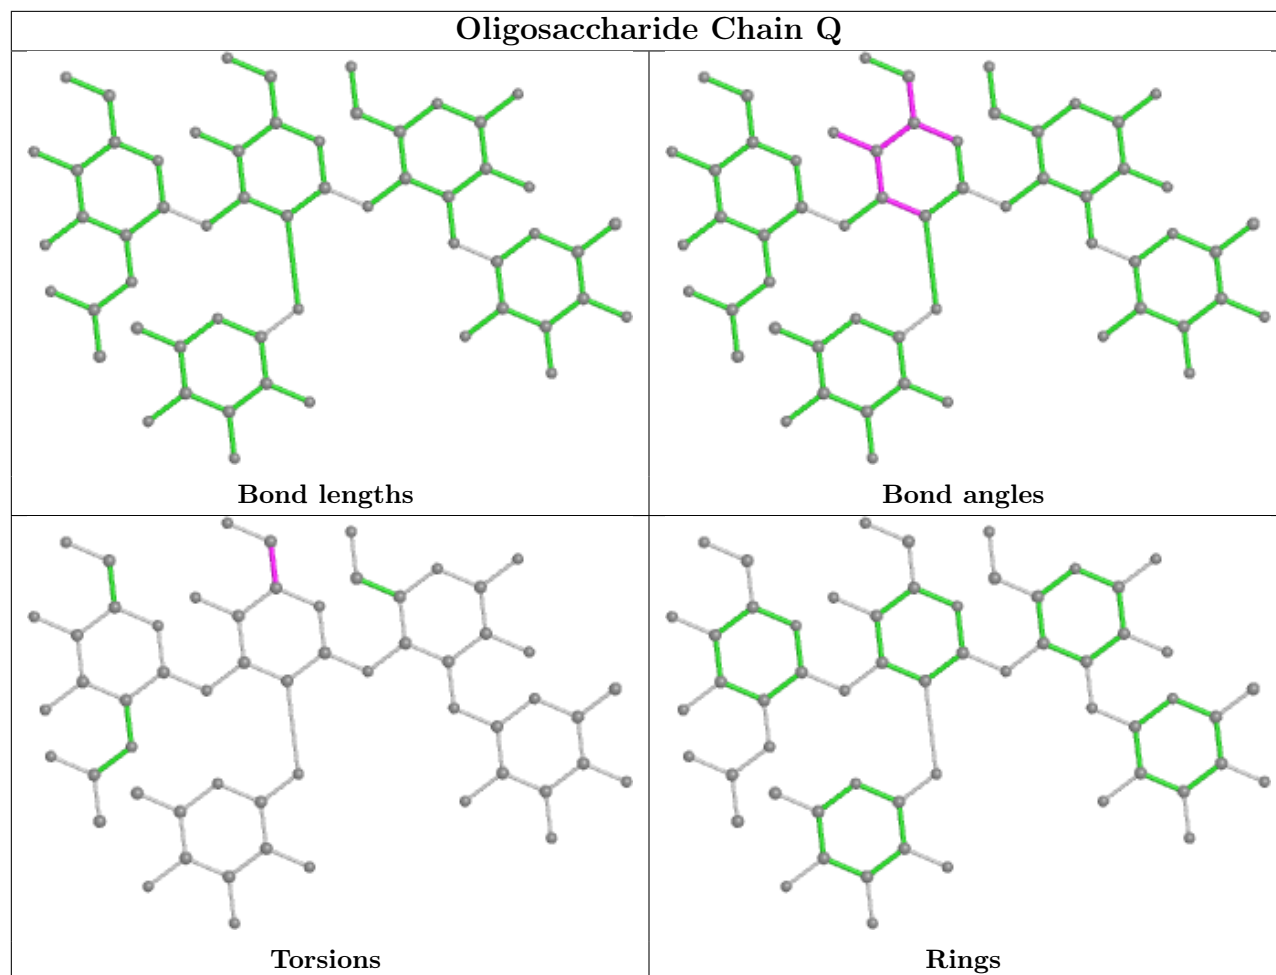 Oligosaccharide Chain Q
Bond lengths
Bond angles
Torsions
Rings